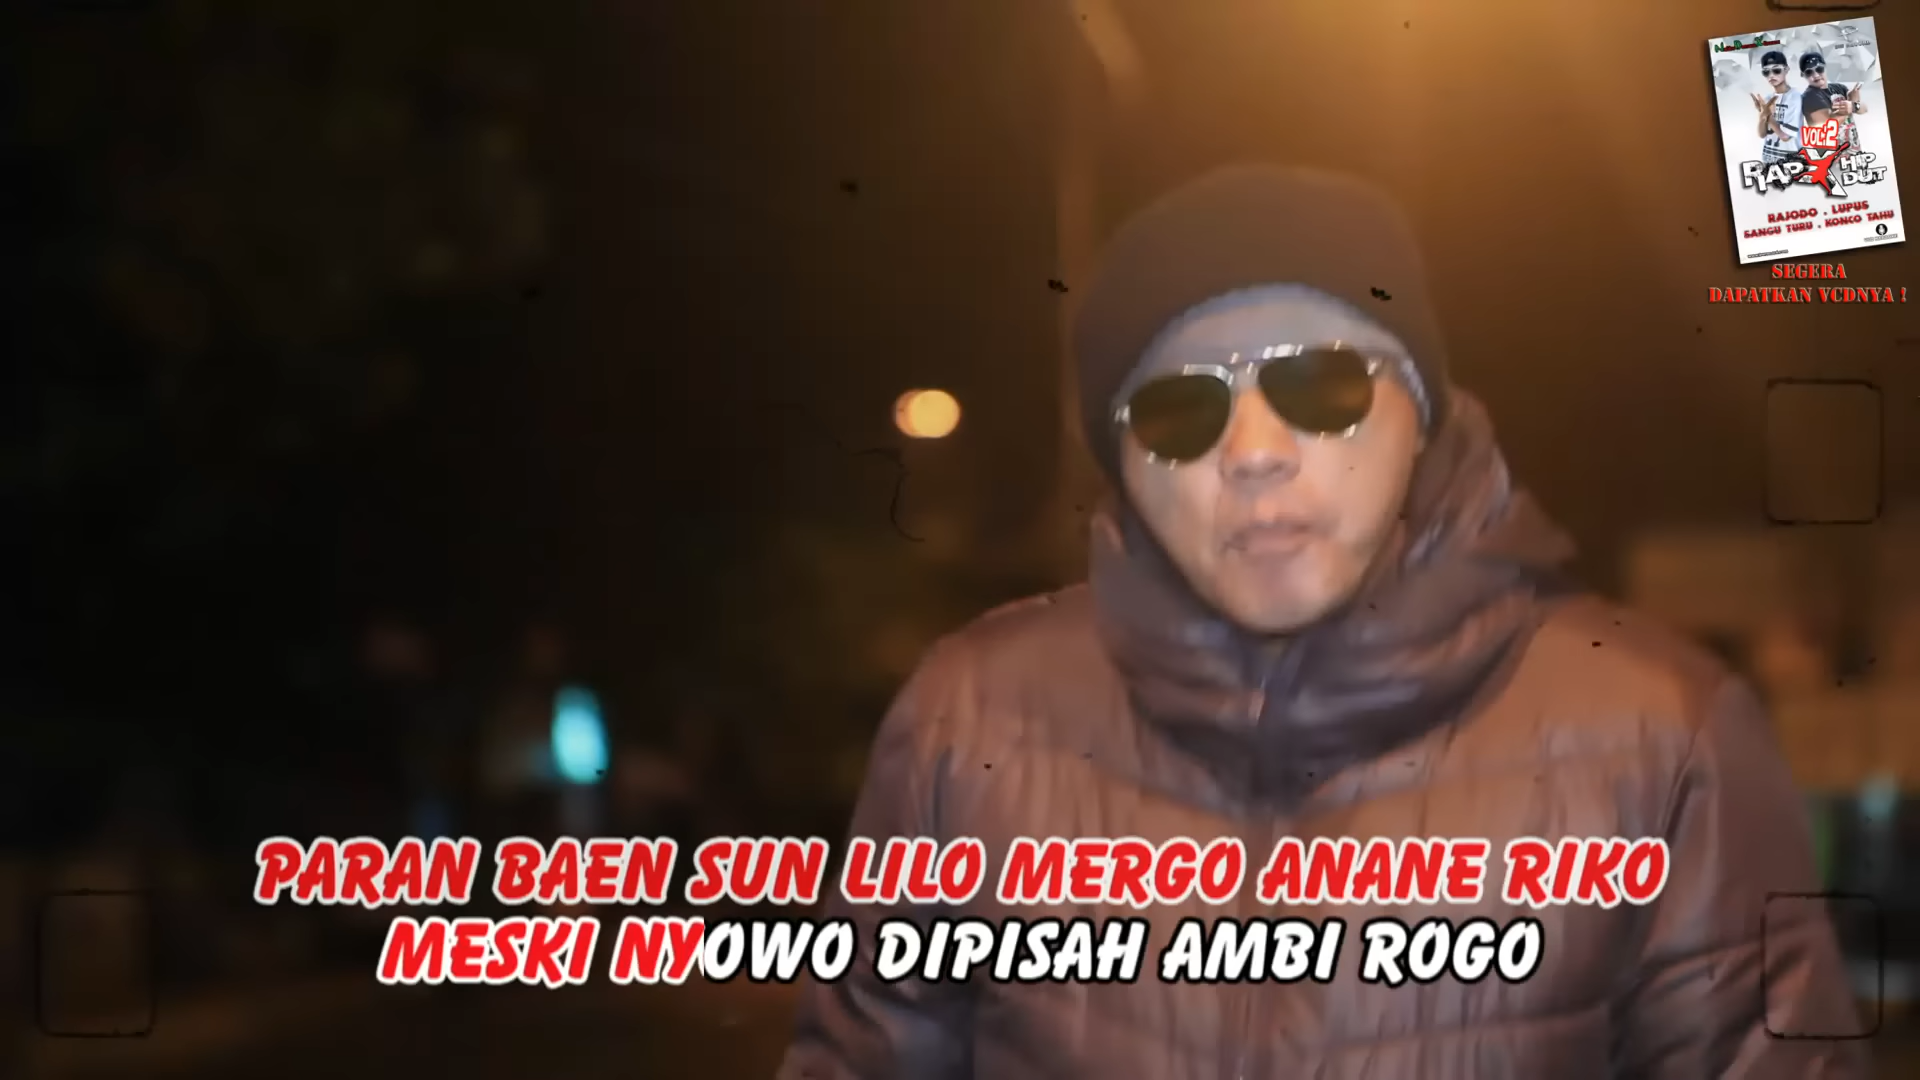 VOL:2
RAP X HIP DUT
RAJODO . LUPUS
SANGU TURU . KONCO TAHU
SEGERA
DAPATKAN VCDNYA !
PARAN BAEN SUN LILO MERGO ANANE RIKO
MESKI NYOWO DIPISAH AMBI ROGO